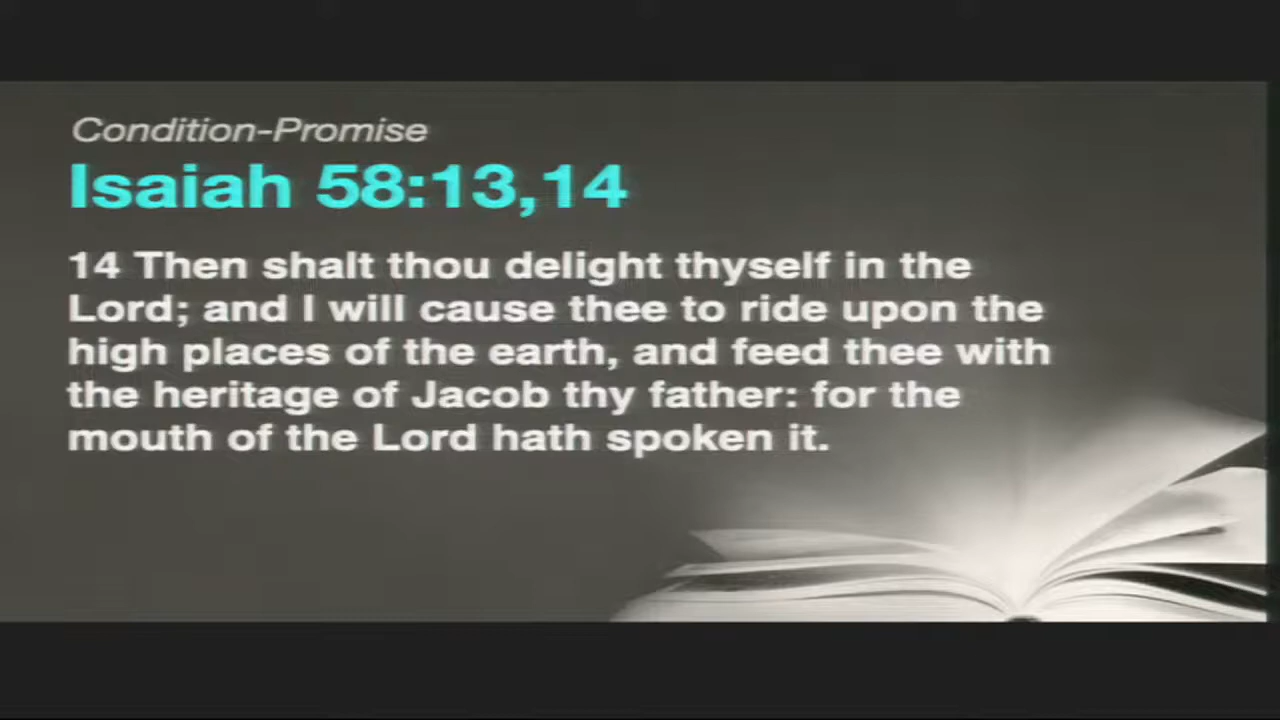 Condition-Promise
Isaiah 58:13,14
14 Then shalt thou delight thyself in the
Lord; and I will cause thee to ride upon the
high places of the earth, and feed thee with
the heritage of Jacob thy father: for the
mouth of the Lord hath spoken it.